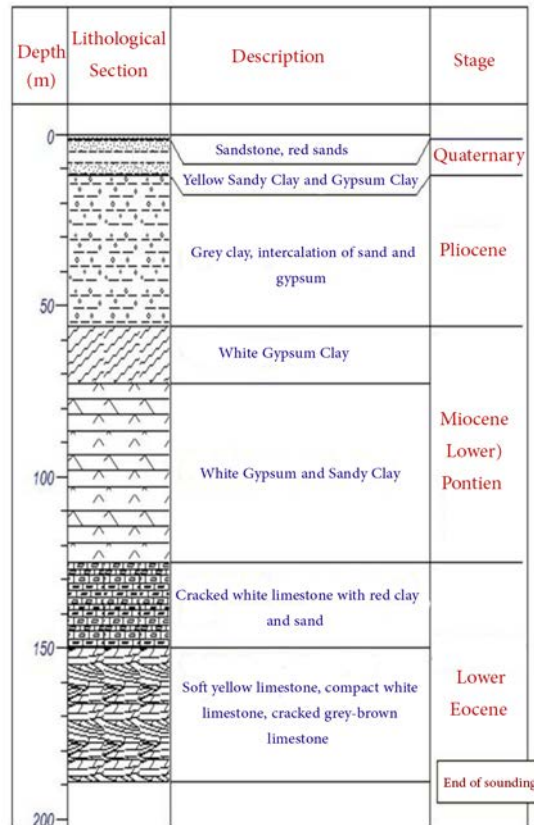 Depth
(m)
Lithological
Section
Description
Stage
0
Sandstone, red sands
Quaternary
Yellow Sandy Clay and Gypsum Clay
Grey clay, intercalation of sand and
gypsum
Pliocene
50
White Gypsum Clay
Miocene
Lower)
Pontien
White Gypsum and Sandy Clay
100
Cracked white limestone with red clay
and sand
150
Soft yellow limestone, compact white
limestone, cracked grey-brown
limestone
Lower
Eocene
End of sounding
200